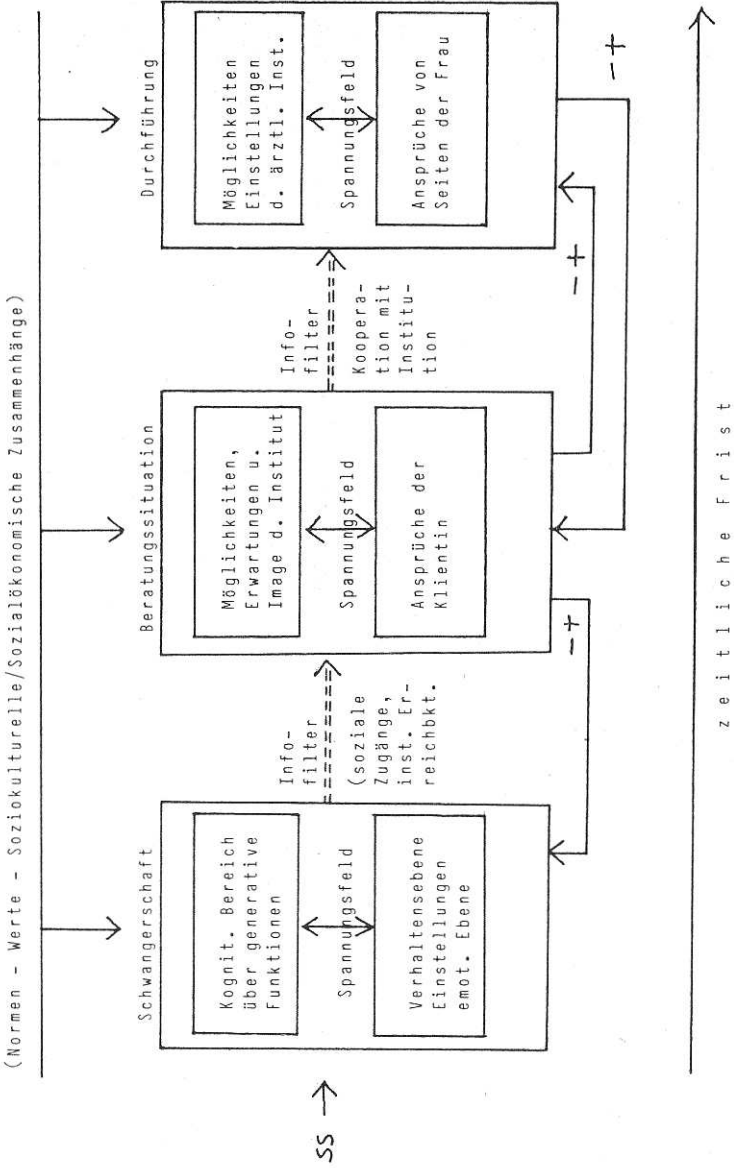 (Normen - Werte - Soziokulturelle/Sozialökonomische Zusammenhänge)
SS
Schwangerschaft
Kognit. Bereich
über generative
Funktionen
Spannungsfeld
Verhaltensebene
Einstellungen
emot. Ebene
Info-
filter
(soziale
Zugänge,
inst. Er-
reichbkt.
Beratungssituation
Möglichkeiten,
Erwartungen u.
Image d. Institut
Spannungsfeld
Ansprüche der
Klientin
Info-
filter
Koopera-
tion mit
Institu-
tion
Durchführung
Möglichkeiten
Einstellungen
d. ärztl. Inst.
Spannungsfeld
Ansprüche von
Seiten der Frau
-+
-+
-+
zeitliche Frist